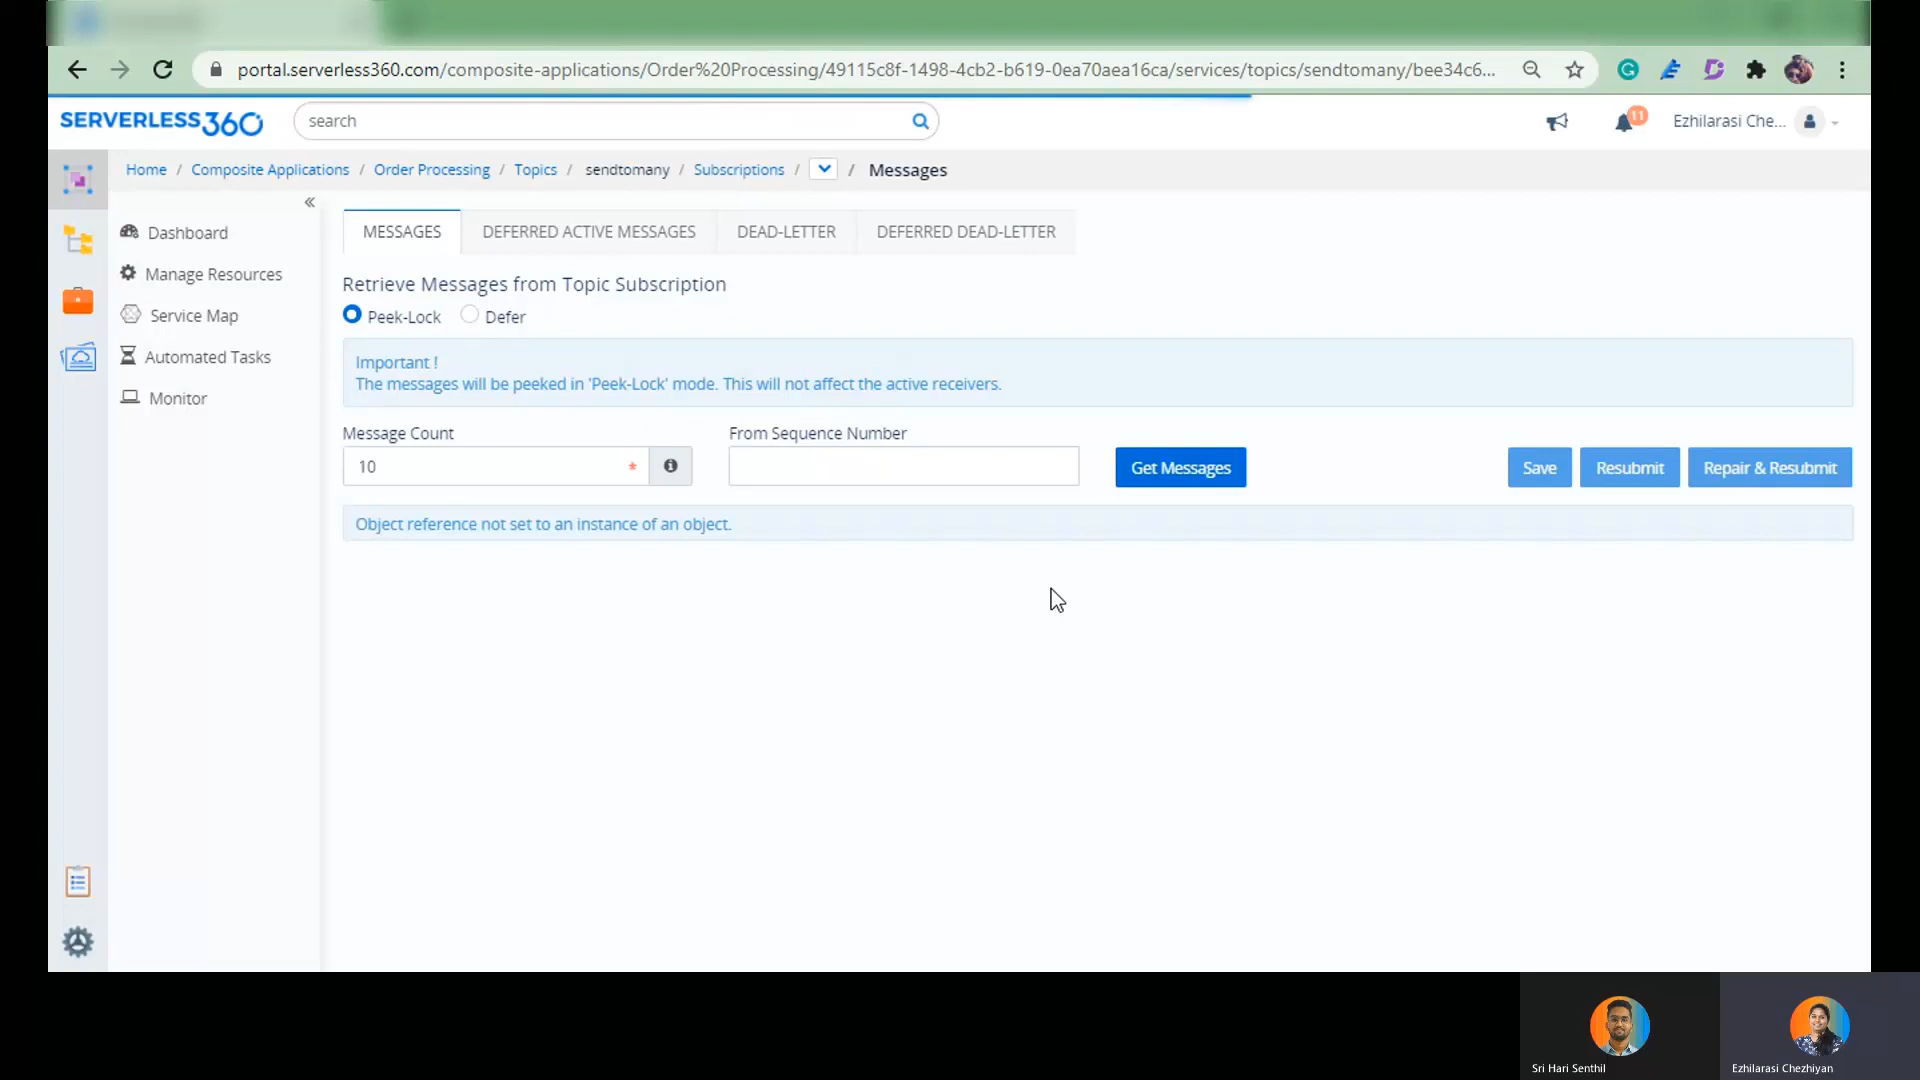 portal.serverless360.com/composite-applications/Order%20Processing/49115c8f-1498-4cb2-b619-0ea70aea16ca/services/topics/sendtomany/bee34c6...
SERVERLESS360
search
11
Ezhilarasi Che...
Home / Composite Applications / Order Processing / Topics / sendtomany / Subscriptions / / Messages
«
Dashboard
Manage Resources
Service Map
Automated Tasks
Monitor
MESSAGES
DEFERRED ACTIVE MESSAGES
DEAD-LETTER
DEFERRED DEAD-LETTER
Retrieve Messages from Topic Subscription
Peek-Lock
Defer
Important !
The messages will be peeked in 'Peek-Lock' mode. This will not affect the active receivers.
Message Count
From Sequence Number
10 *
Get Messages
Save
Resubmit
Repair & Resubmit
Object reference not set to an instance of an object.
Sri Hari Senthil
Ezhilarasi Chezhiyan